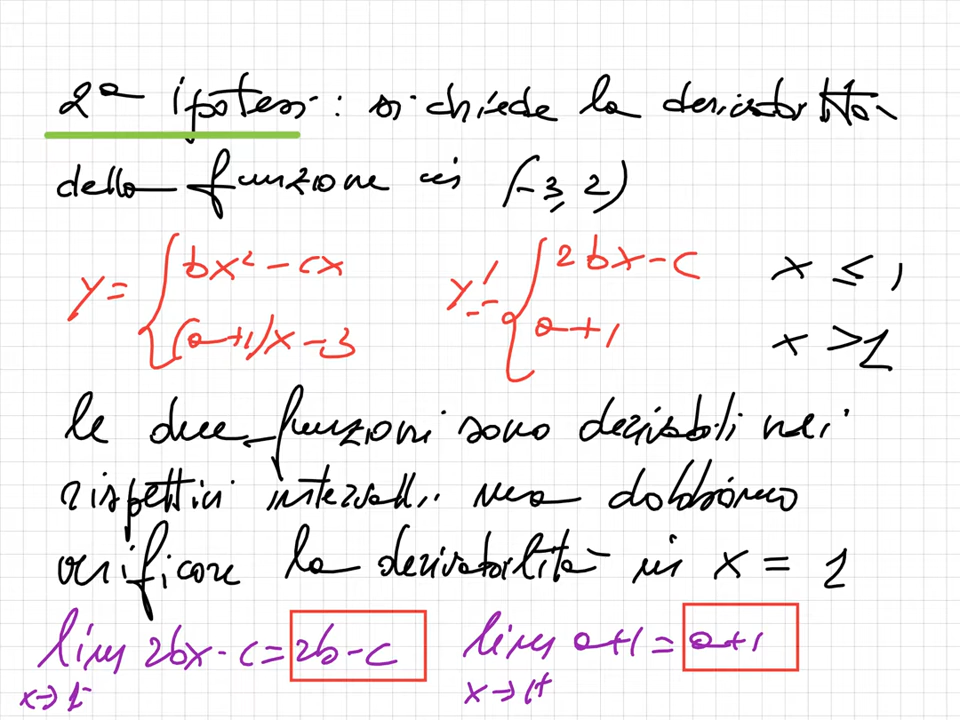 2ª ipotesi: si chiede la derivabilità
della funzione in (-3, 2)
y = { bx² - cx   y' = { 2bx - c   x ≤ 1
(a+1)x - 3   a+1   x > 1
le due funzioni sono derivabili nei
rispettivi intervalli, ma dobbiamo
verificare la derivabilità in x = 1
lim 2bx - c = 2b - c   lim a+1 = a+1
x→1⁻   x→1⁺